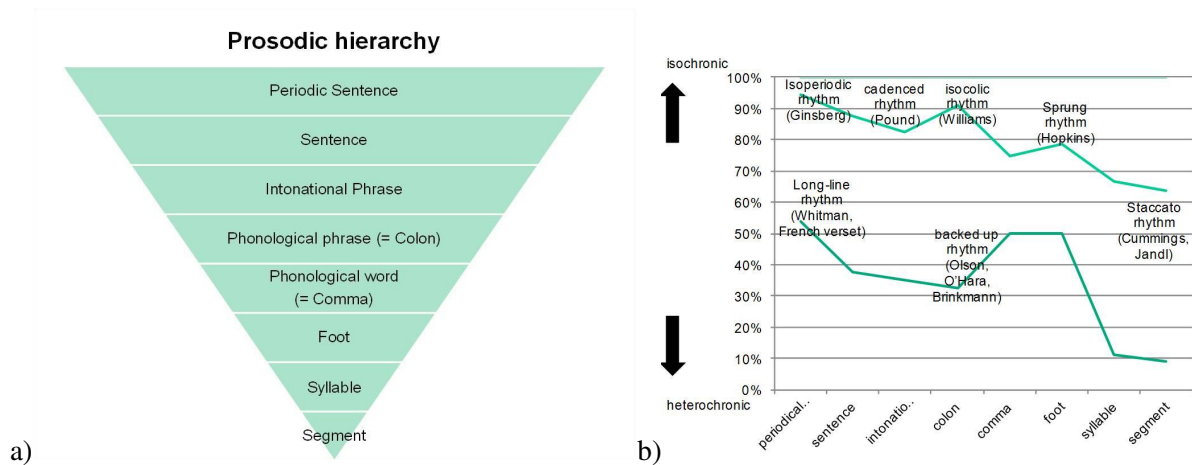 Prosodic hierarchy
Periodic Sentence
Sentence
Intonational Phrase
Phonological phrase (= Colon)
Phonological word
(= Comma)
Foot
Syllable
Segment
a)
isochronic
100%
90%
80%
70%
60%
50%
40%
30%
20%
10%
0%
heterochronic
Isoperiodic
rhythm
(Ginsberg)
cadenced
rhythm
(Pound)
isocolic
rhythm
(Williams)
Sprung
rhythm
(Hopkins)
Long-line
rhythm
(Whitman,
French verset)
backed up
rhythm
(Olson,
O'Hara,
Brinkmann)
Staccato
rhythm
(Cummings,
Jandl)
periodical..
sentence
intonatio..
colon
comma
foot
syllable
segment
b)